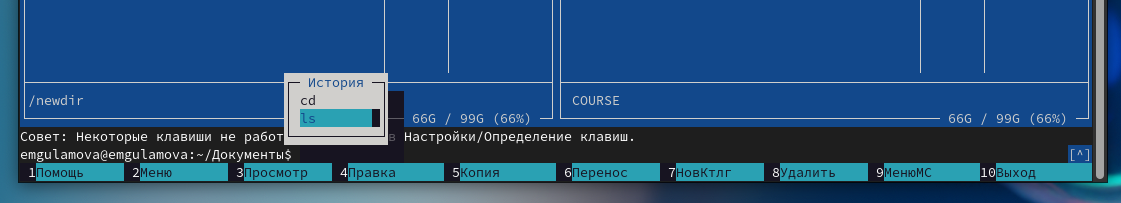 История
cd
/newdir
COURSE
ls
66G / 99G (66%)
66G / 99G (66%)
Совет: Некоторые клавиши не работ в Настройки/Определение клавиш.
emgulamova@emgulamova:~/Документы$
[^]
1Помощь 2Меню 3Просмотр 4Правка 5Копия 6Перенос 7НовКтлг 8Удалить 9МенюМС 10Выход